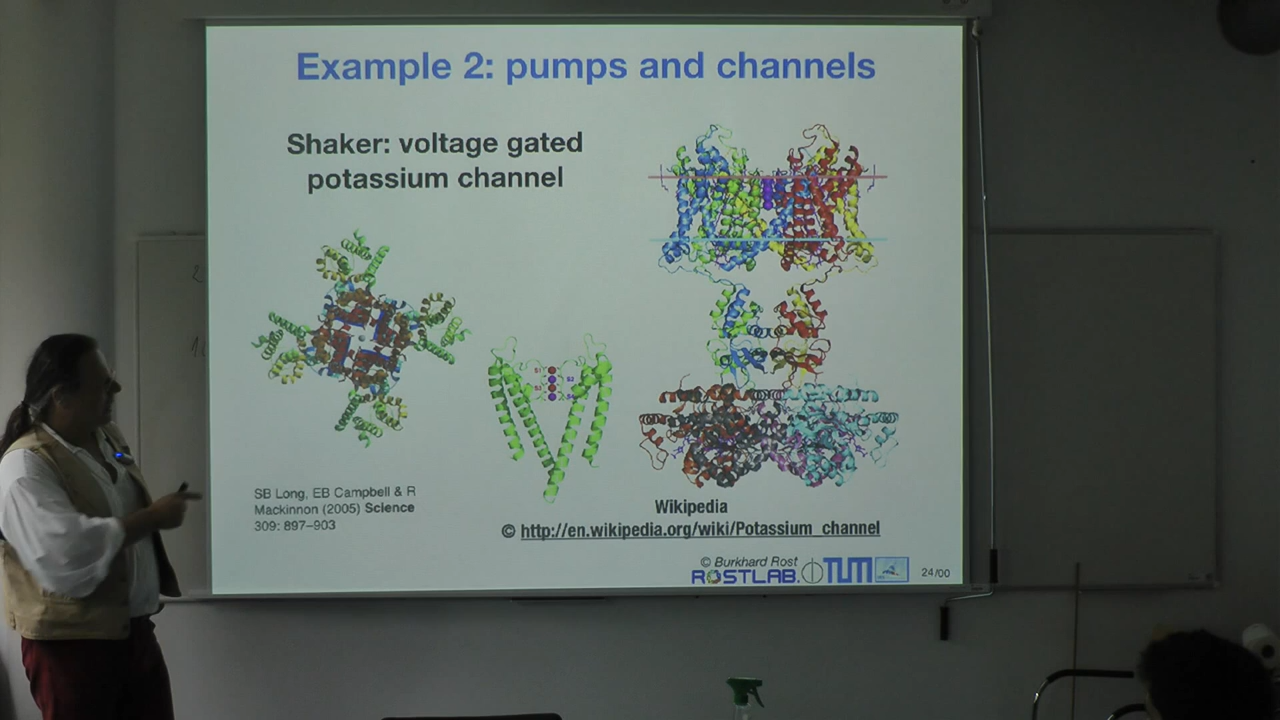 Example 2: pumps and channels
Shaker: voltage gated
potassium channel
SB Long, EB Campbell & R
Mackinnon (2005) Science
309: 897–903
Wikipedia
© http://en.wikipedia.org/wiki/Potassium_channel
© Burkhard Rost
ROSTLAB.
TUM
24/00